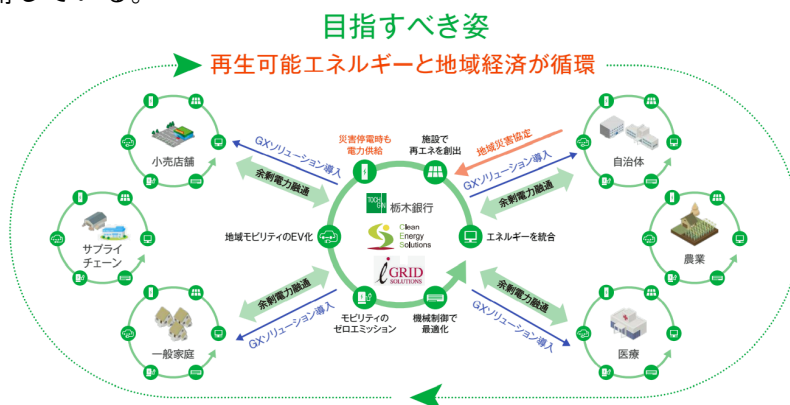 している。
目指すべき姿
再生可能エネルギーと地域経済が循環
小売店舗
GXソリューション導入
余剰電力融通
災害停電時も
電力供給
施設で
再エネを創出
地域災害協定
GXソリューション導入
余剰電力融通
自治体
サプライ
チェーン
地域モビリティのEV化
栃木銀行
TOCHIGIN
Clean
Energy
Solutions
iGRID
SOLUTIONS
エネルギーを統合
農業
一般家庭
余剰電力融通
GXソリューション導入
モビリティの
ゼロエミッション
機械制御で
最適化
余剰電力融通
GXソリューション導入
医療